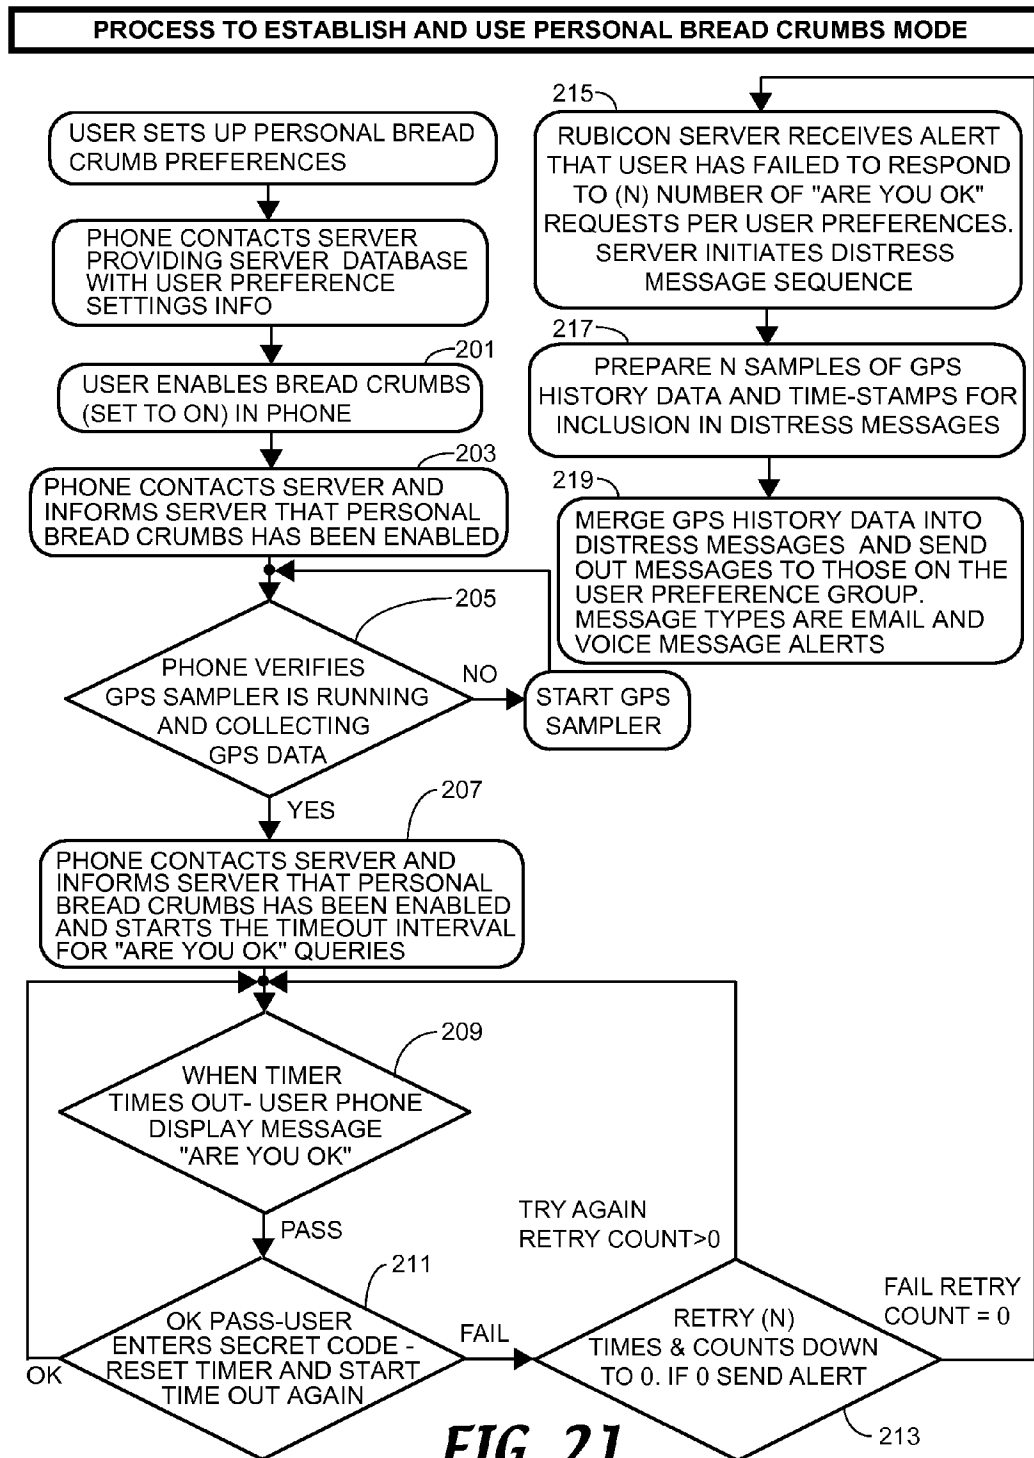 PROCESS TO ESTABLISH AND USE PERSONAL BREAD CRUMBS MODE
USER SETS UP PERSONAL BREAD
CRUMB PREFERENCES
PHONE CONTACTS SERVER
PROVIDING SERVER DATABASE
WITH USER PREFERENCE
SETTINGS INFO
201
USER ENABLES BREAD CRUMBS
(SET TO ON) IN PHONE
203
PHONE CONTACTS SERVER AND
INFORMS SERVER THAT PERSONAL
BREAD CRUMBS HAS BEEN ENABLED
205
PHONE VERIFIES
GPS SAMPLER IS RUNNING
AND COLLECTING
GPS DATA
NO
START GPS
SAMPLER
YES
207
PHONE CONTACTS SERVER AND
INFORMS SERVER THAT PERSONAL
BREAD CRUMBS HAS BEEN ENABLED
AND STARTS THE TIMEOUT INTERVAL
FOR "ARE YOU OK" QUERIES
209
WHEN TIMER
TIMES OUT- USER PHONE
DISPLAY MESSAGE
"ARE YOU OK"
PASS
211
OK PASS-USER
ENTERS SECRET CODE -
RESET TIMER AND START
TIME OUT AGAIN
OK
FAIL
TRY AGAIN
RETRY COUNT>0
RETRY (N)
TIMES & COUNTS DOWN
TO 0. IF 0 SEND ALERT
213
FAIL RETRY
COUNT = 0
215
RUBICON SERVER RECEIVES ALERT
THAT USER HAS FAILED TO RESPOND
TO (N) NUMBER OF "ARE YOU OK"
REQUESTS PER USER PREFERENCES.
SERVER INITIATES DISTRESS
MESSAGE SEQUENCE
217
PREPARE N SAMPLES OF GPS
HISTORY DATA AND TIME-STAMPS FOR
INCLUSION IN DISTRESS MESSAGES
219
MERGE GPS HISTORY DATA INTO
DISTRESS MESSAGES AND SEND
OUT MESSAGES TO THOSE ON THE
USER PREFERENCE GROUP.
MESSAGE TYPES ARE EMAIL AND
VOICE MESSAGE ALERTS
FIG. 21